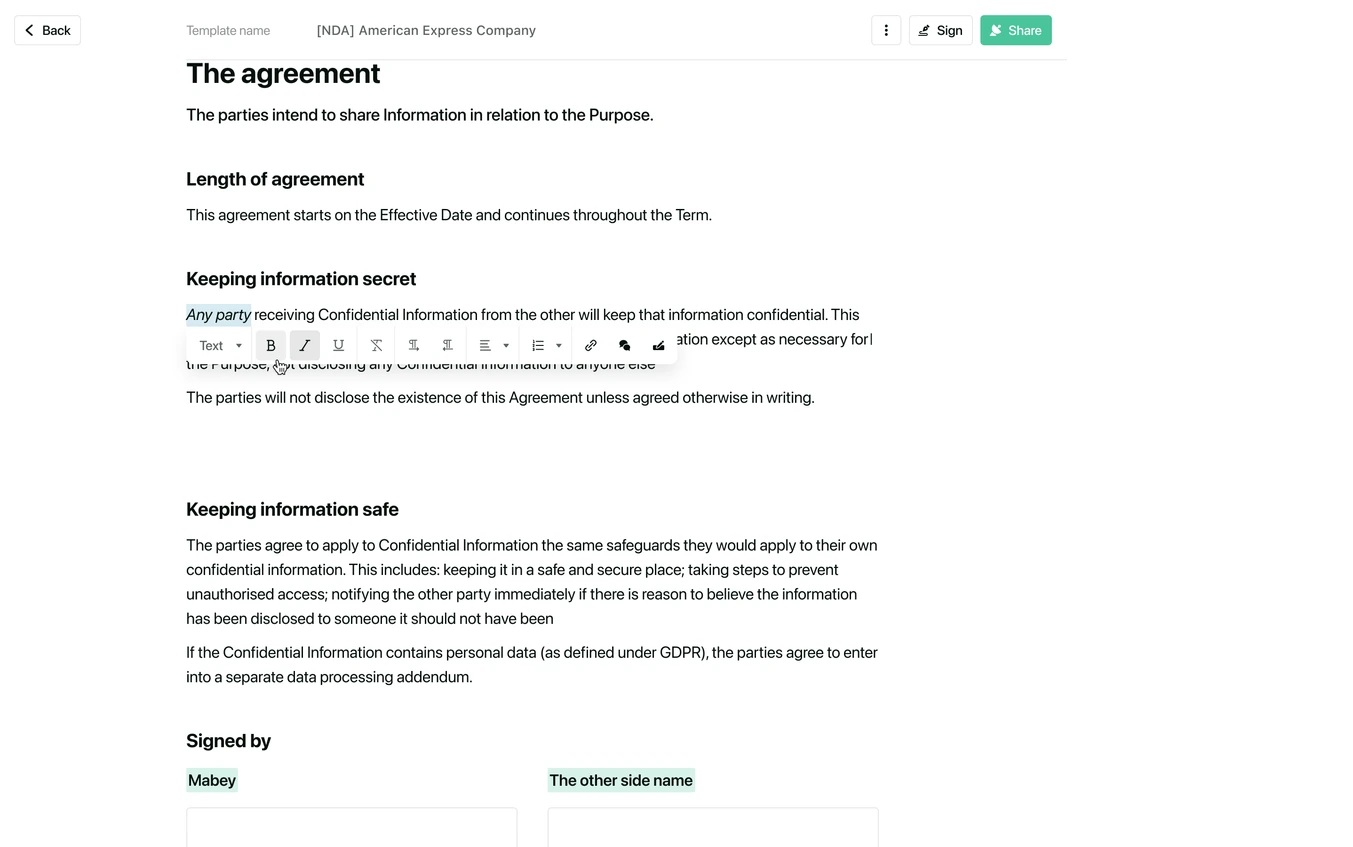 Back
Template name
[NDA] American Express Company
Sign
Share
The agreement
The parties intend to share Information in relation to the Purpose.
Length of agreement
This agreement starts on the Effective Date and continues throughout the Term.
Keeping information secret
Any party receiving Confidential Information from the other will keep that information confidential. This
ation except as necessary for
Text
B
I
U
the Purpose, not disclosing any Confidential Information to anyone else
The parties will not disclose the existence of this Agreement unless agreed otherwise in writing.
Keeping information safe
The parties agree to apply to Confidential Information the same safeguards they would apply to their own
confidential information. This includes: keeping it in a safe and secure place; taking steps to prevent
unauthorised access; notifying the other party immediately if there is reason to believe the information
has been disclosed to someone it should not have been
If the Confidential Information contains personal data (as defined under GDPR), the parties agree to enter
into a separate data processing addendum.
Signed by
Mabey
The other side name